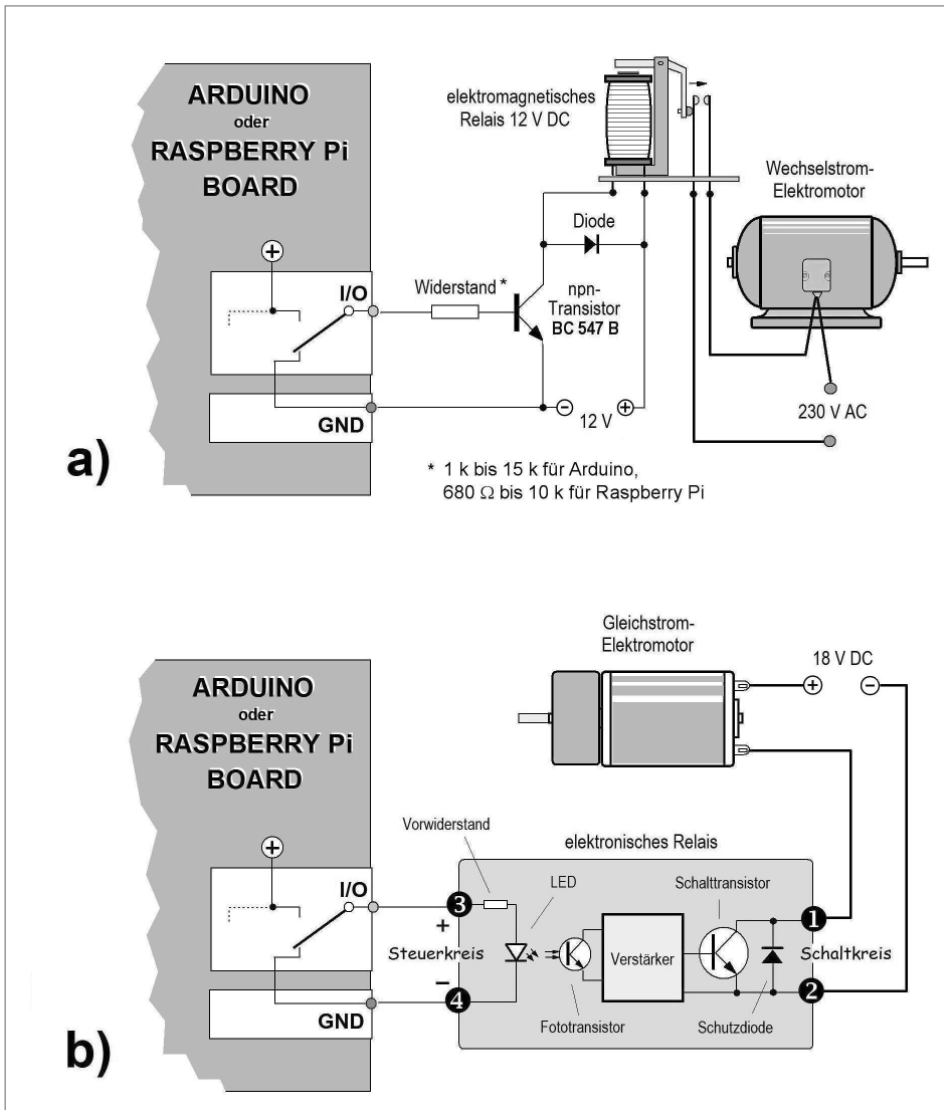 ARDUINO
oder
RASPBERRY Pi
BOARD
+
I/O
GND
a)
elektromagnetisches
Relais 12 V DC
Diode
Widerstand *
npn-
Transistor
BC 547 B
− 12 V +
Wechselstrom-
Elektromotor
230 V AC
* 1 k bis 15 k für Arduino,
680 Ω bis 10 k für Raspberry Pi
ARDUINO
oder
RASPBERRY Pi
BOARD
+
I/O
GND
b)
Gleichstrom-
Elektromotor
18 V DC
+ −
Vorwiderstand
elektronisches Relais
LED
Schalttransistor
3
+
Steuerkreis
−
4
Verstärker
1
Schaltkreis
2
Fototransistor
Schutzdiode